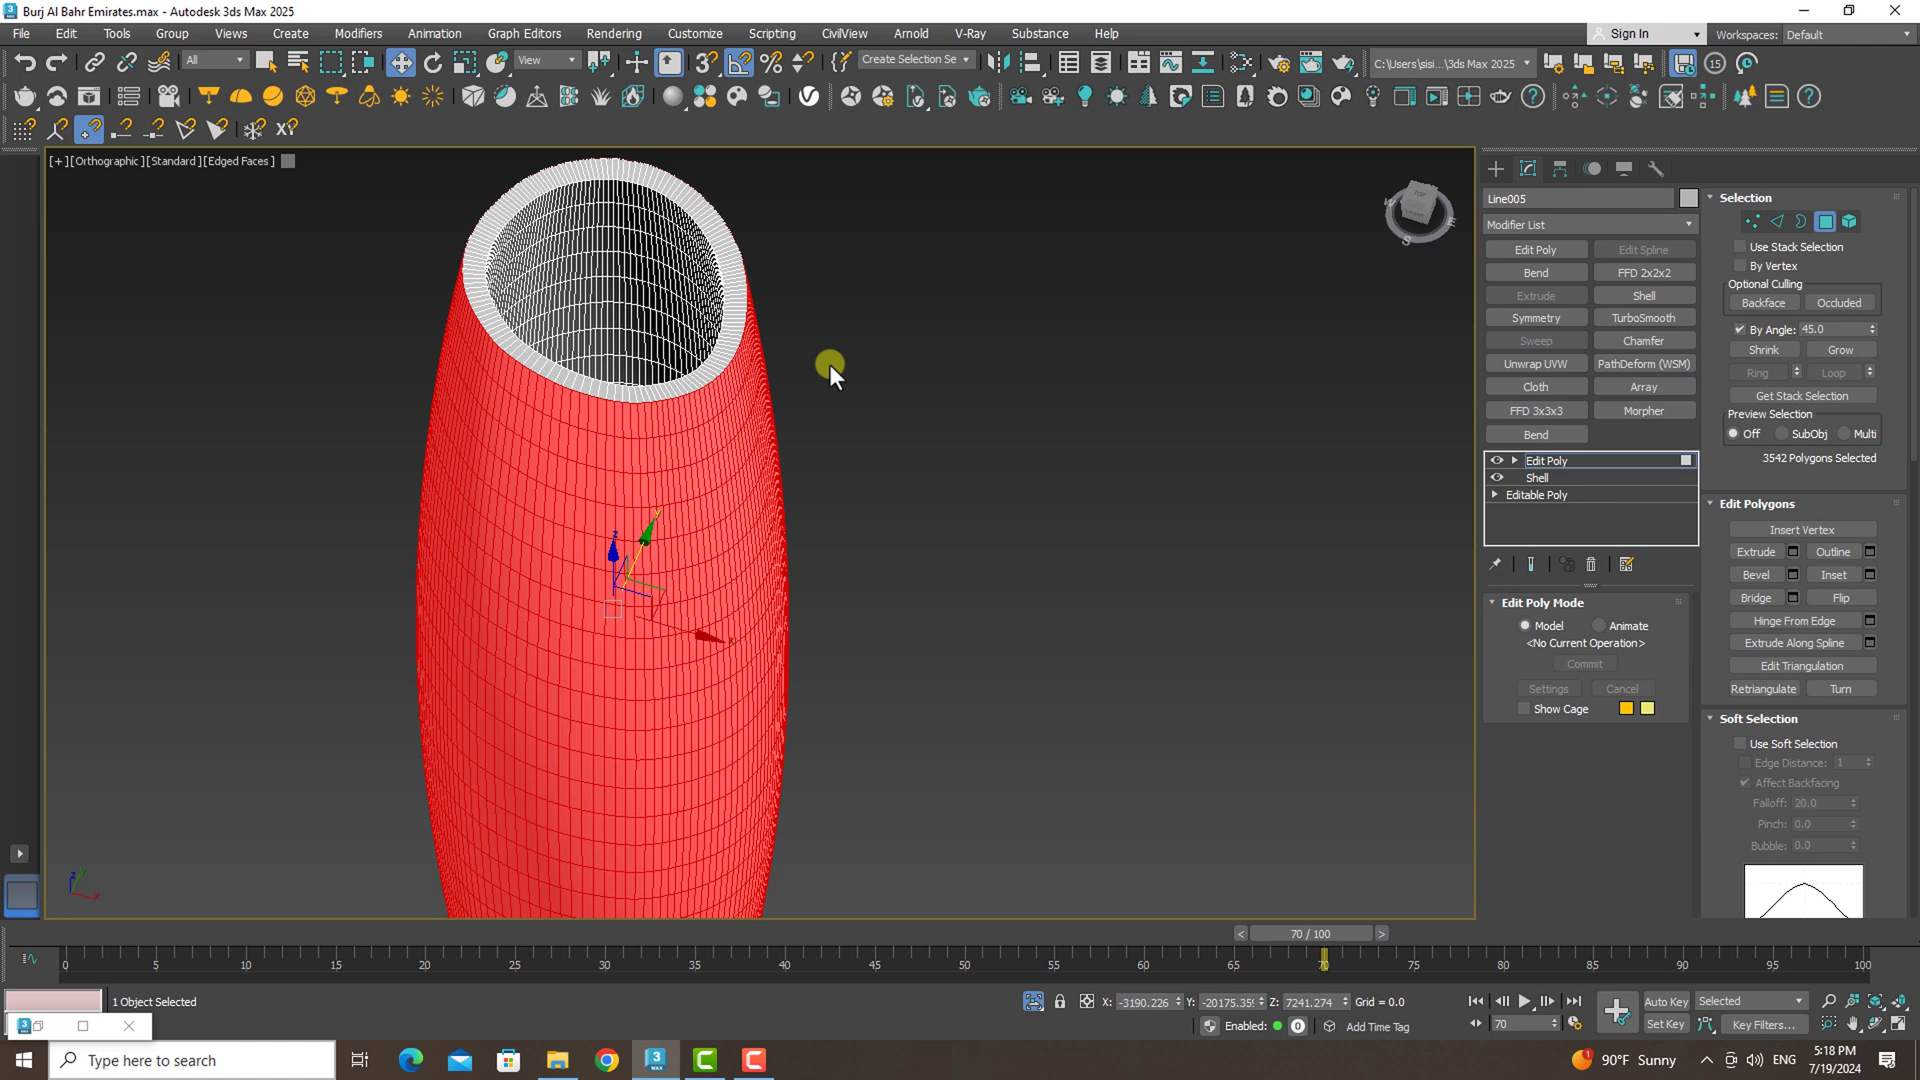 Burj Al Bahr Emirates.max - Autodesk 3ds Max 2025
File Edit Tools Group Views Create Modifiers Animation Graph Editors Rendering Customize Scripting CivilView Arnold V-Ray Substance Help
Sign In Workspaces: Default
All View Create Selection Se C:\Users\sisi...\3ds Max 2025 15
XY
[+][Orthographic][Standard][Edged Faces]
Line005
Modifier List
Edit Poly Edit Spline
Bend FFD 2x2x2
Extrude Shell
Symmetry TurboSmooth
Sweep Chamfer
Unwrap UVW PathDeform (WSM)
Cloth Array
FFD 3x3x3 Morpher
Bend
Edit Poly
Shell
Editable Poly
Edit Poly Mode
Model Animate
<No Current Operation>
Commit
Settings Cancel
Show Cage
Selection
Use Stack Selection
By Vertex
Optional Culling
Backface Occluded
By Angle: 45.0
Shrink Grow
Ring Loop
Get Stack Selection
Preview Selection
Off SubObj Multi
3542 Polygons Selected
Edit Polygons
Insert Vertex
Extrude Outline
Bevel Inset
Bridge Flip
Hinge From Edge
Extrude Along Spline
Edit Triangulation
Retriangulate Turn
Soft Selection
Use Soft Selection
Edge Distance: 1
Affect Backfacing
Falloff: 20.0
Pinch: 0.0
Bubble: 0.0
< 70 / 100 >
0 5 10 15 20 25 30 35 40 45 50 55 60 65 70 75 80 85 90 95 100
1 Object Selected X: -3190.226 Y: -20175.35 Z: 7241.274 Grid = 0.0 Auto Key Selected
Enabled: 0 Add Time Tag 70 Set Key Key Filters...
Type here to search 90°F Sunny ENG 5:18 PM
7/19/2024